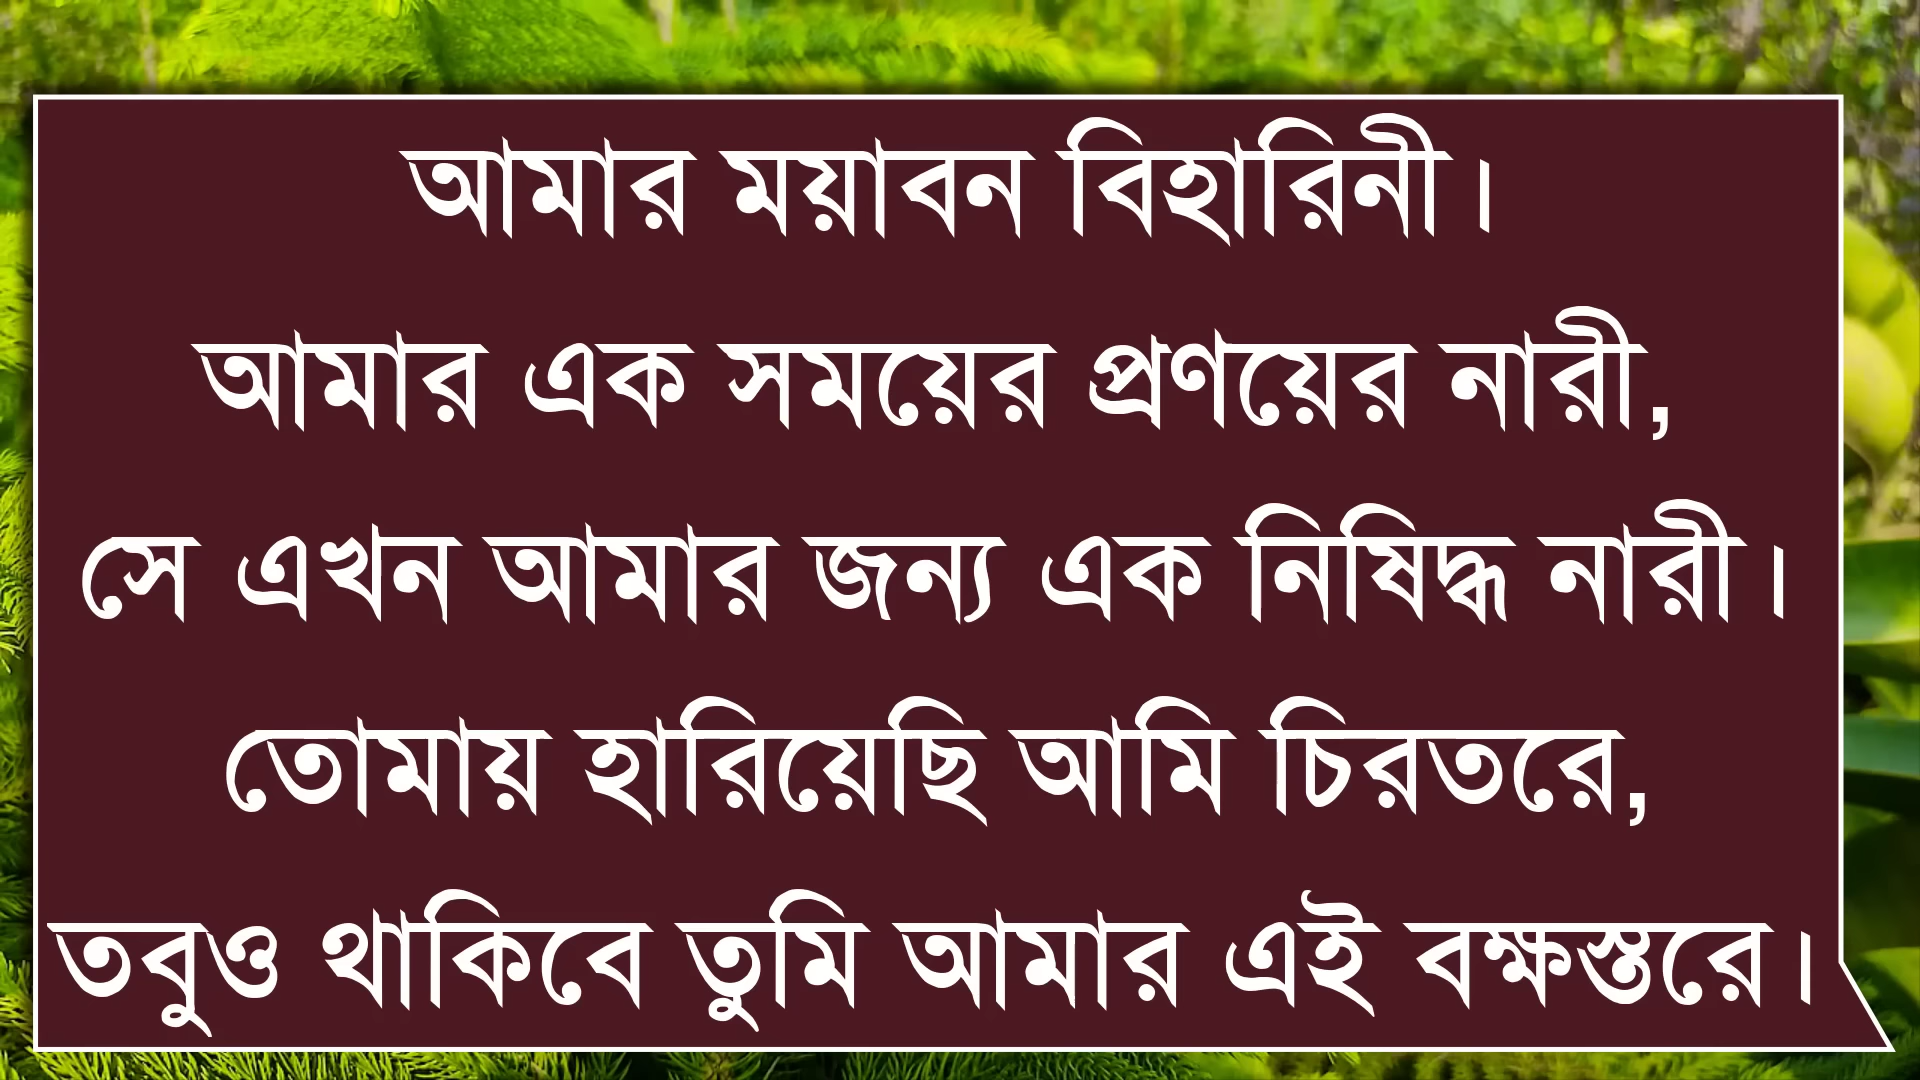 আমার ময়াবন বিহারিনী।
আমার এক সময়ের প্রণয়ের নারী,
সে এখন আমার জন্য এক নিষিদ্ধ নারী।
তোমায় হারিয়েছি আমি চিরতরে,
তবুও থাকিবে তুমি আমার এই বক্ষস্তরে।